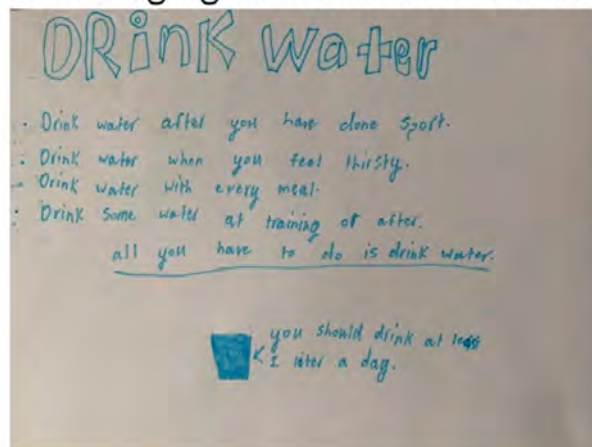 DRinK Water
- Drink water after you have done sport.
- Drink water when you feel thirsty.
- Drink water with every meal.
- Drink some water at training or after.
all you have to do is drink water.
you should drink at least
1 liter a day.